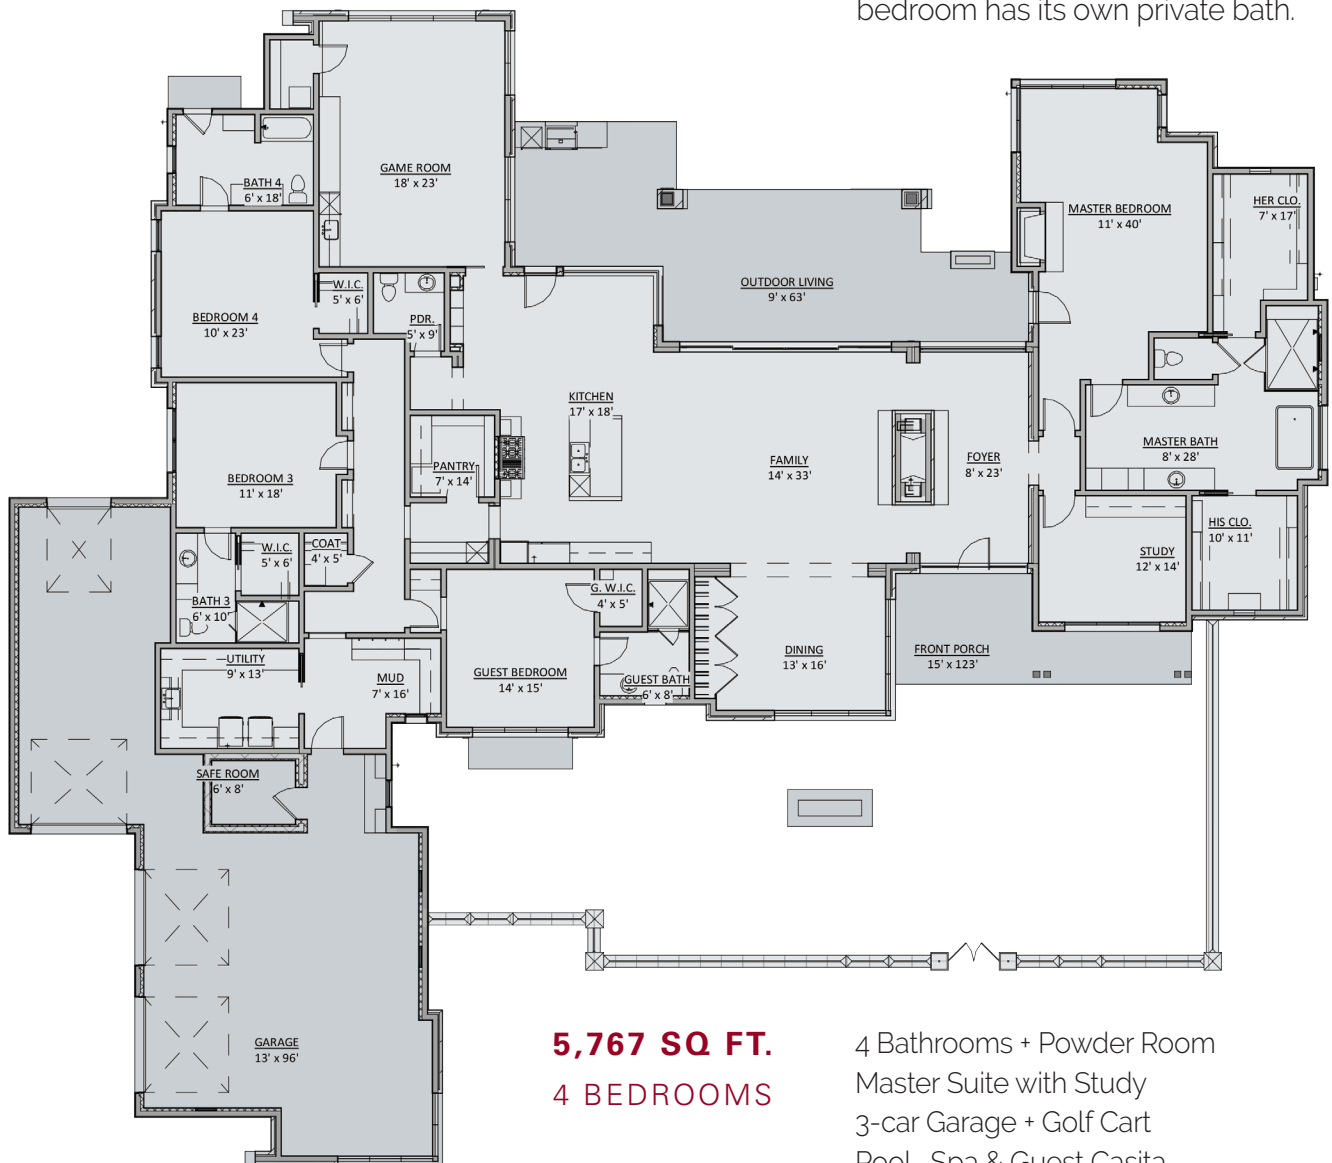 bedroom has its own private bath.
GAME ROOM
18' x 23'
BATH 4
6' x 18'
MASTER BEDROOM
11' x 40'
HER CLO.
7' x 17'
W.I.C.
5' x 6'
OUTDOOR LIVING
9' x 63'
BEDROOM 4
10' x 23'
PDR.
5' x 9'
KITCHEN
17' x 18'
FAMILY
14' x 33'
FOYER
8' x 23'
MASTER BATH
8' x 28'
PANTRY
7' x 14'
BEDROOM 3
11' x 18'
HIS CLO.
10' x 11'
W.I.C.
5' x 6'
COAT
4' x 5'
STUDY
12' x 14'
BATH 3
6' x 10'
G. W.I.C.
4' x 5'
UTILITY
9' x 13'
MUD
7' x 16'
GUEST BEDROOM
14' x 15'
GUEST BATH
6' x 8'
DINING
13' x 16'
FRONT PORCH
15' x 123'
SAFE ROOM
6' x 8'
GARAGE
13' x 96'
5,767 SQ FT.
4 BEDROOMS
4 Bathrooms + Powder Room
Master Suite with Study
3-car Garage + Golf Cart
Pool, Spa & Guest Casita